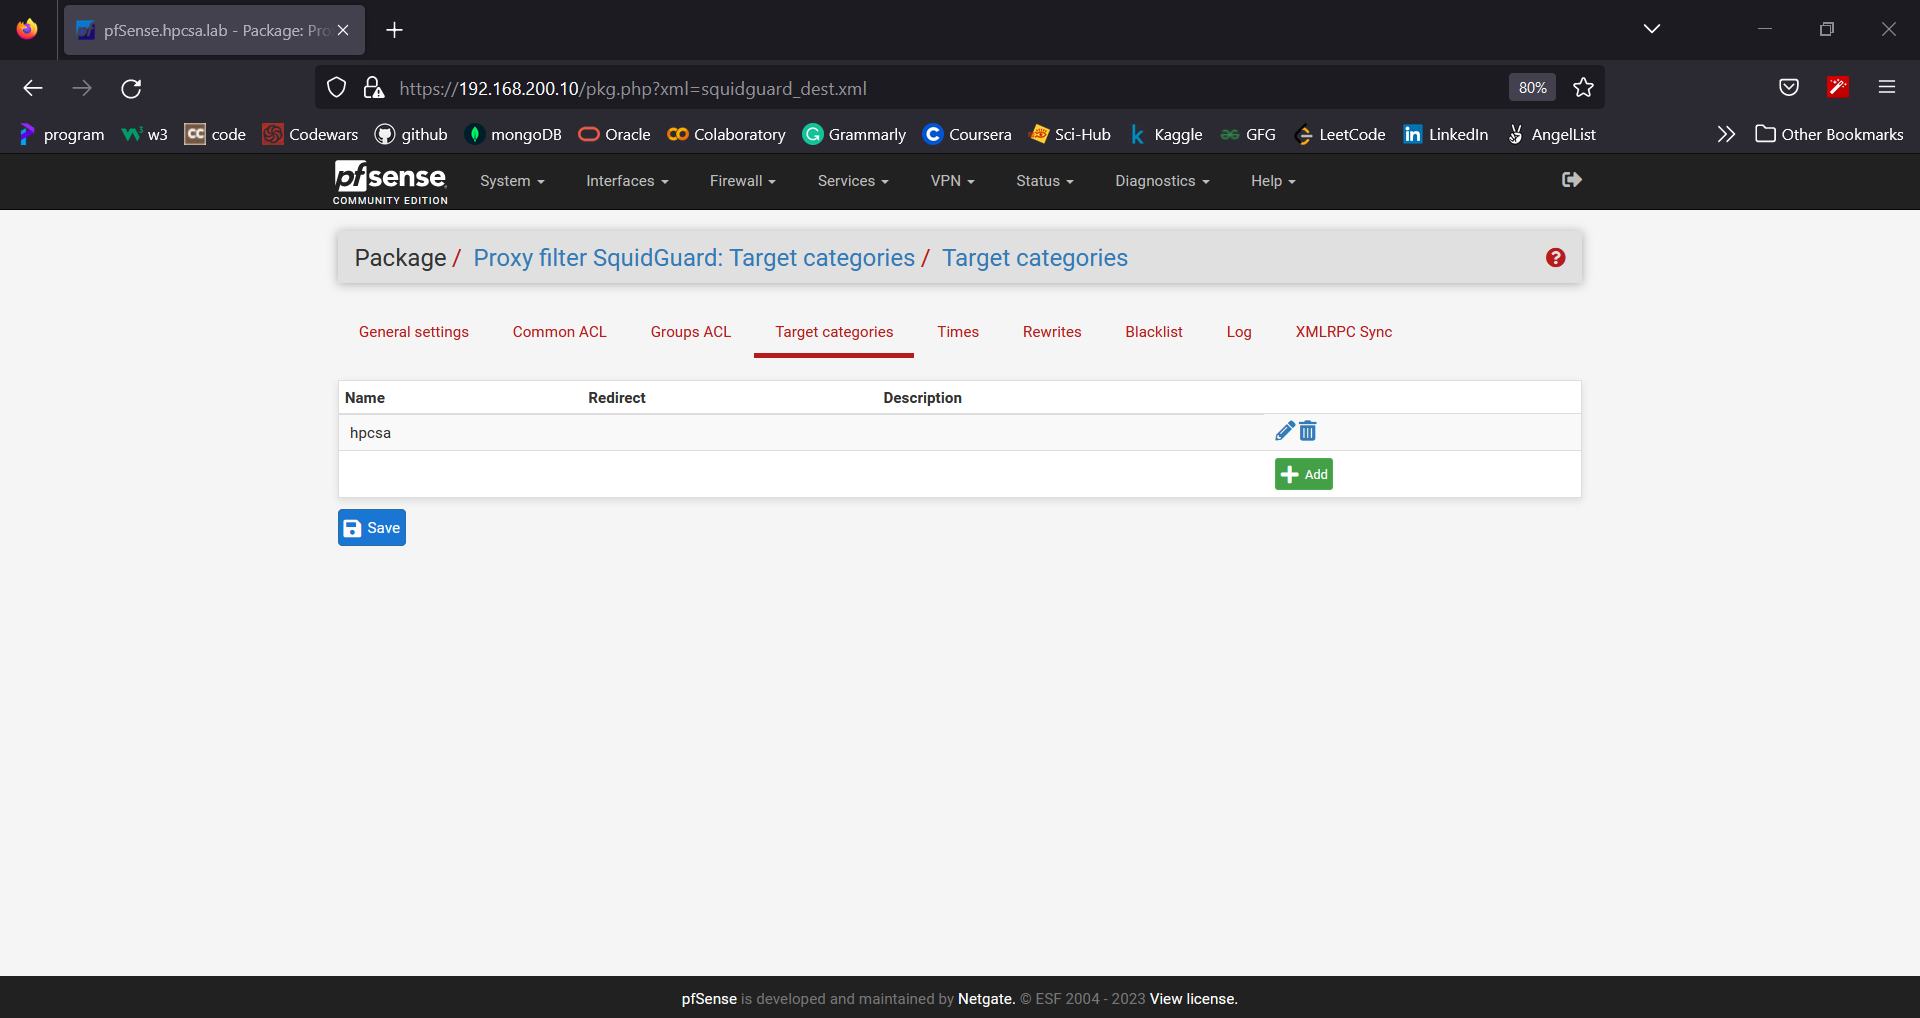 pfSense.hpcsa.lab - Package: Pro
https://192.168.200.10/pkg.php?xml=squidguard_dest.xml 80%
program w3 code Codewars github mongoDB Oracle Colaboratory Grammarly Coursera Sci-Hub Kaggle GFG LeetCode LinkedIn AngelList Other Bookmarks
pfsense System Interfaces Firewall Services VPN Status Diagnostics Help
COMMUNITY EDITION
Package / Proxy filter SquidGuard: Target categories / Target categories
General settings Common ACL Groups ACL Target categories Times Rewrites Blacklist Log XMLRPC Sync
Name Redirect Description
hpcsa
Add
Save
pfSense is developed and maintained by Netgate. © ESF 2004 - 2023 View license.